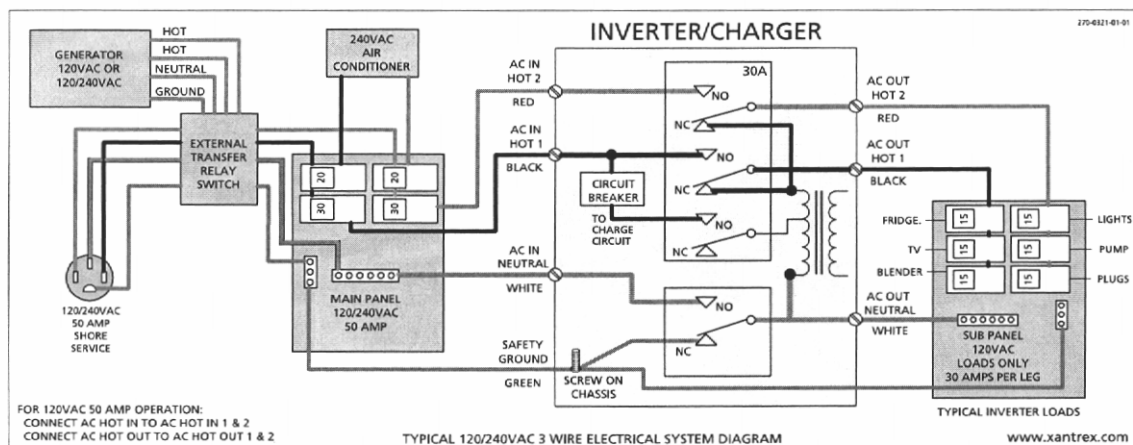 270-0321-01-01
INVERTER/CHARGER
GENERATOR
120VAC OR
120/240VAC
HOT
HOT
NEUTRAL
GROUND
240VAC
AIR
CONDITIONER
EXTERNAL
TRANSFER
RELAY
SWITCH
20
20
30
30
120/240VAC
50 AMP
SHORE
SERVICE
MAIN PANEL
120/240VAC
50 AMP
AC IN
HOT 2
RED
AC IN
HOT 1
BLACK
AC IN
NEUTRAL
WHITE
SAFETY
GROUND
GREEN
30A
NO
NC
NO
NC
NO
NC
CIRCUIT
BREAKER
TO
CHARGE
CIRCUIT
NO
NC
SCREW ON
CHASSIS
AC OUT
HOT 2
RED
AC OUT
HOT 1
BLACK
AC OUT
NEUTRAL
WHITE
FRIDGE.
15
15
LIGHTS
TV
15
15
PUMP
BLENDER
15
15
PLUGS
SUB PANEL
120VAC
LOADS ONLY
30 AMPS PER LEG
TYPICAL INVERTER LOADS
FOR 120VAC 50 AMP OPERATION:
CONNECT AC HOT IN TO AC HOT IN 1 & 2
CONNECT AC HOT OUT TO AC HOT OUT 1 & 2
TYPICAL 120/240VAC 3 WIRE ELECTRICAL SYSTEM DIAGRAM
www.xantrex.com